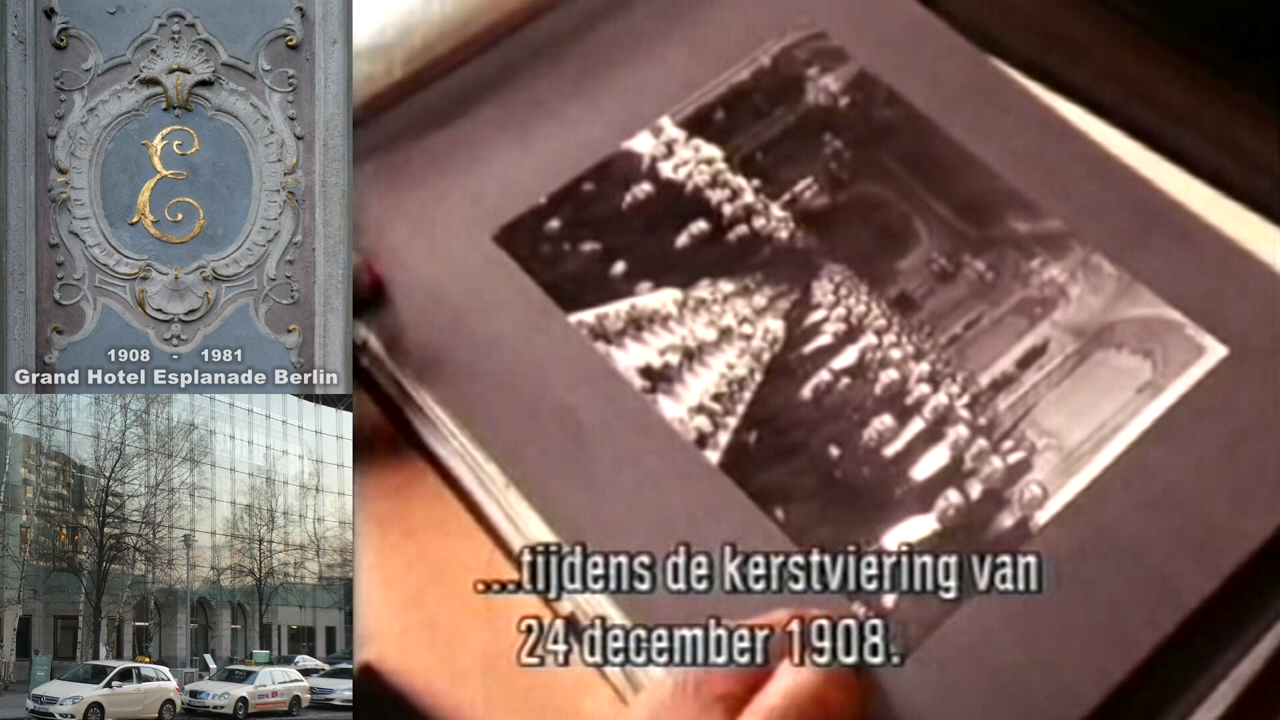 E
1908 - 1981
Grand Hotel Esplanade Berlin
...tijdens de kerstviering van
24 december 1908.